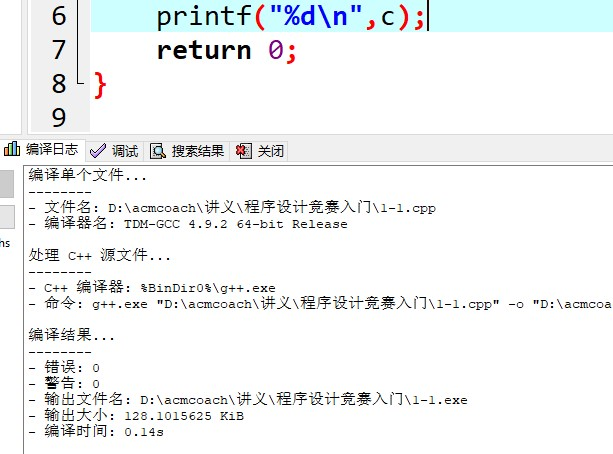 6 printf("%d\n",c);
7 return 0;
8 }
9
编译日志 调试 搜索结果 关闭
编译单个文件...
--------
- 文件名: D:\acmcoach\讲义\程序设计竞赛入门\1-1.cpp
- 编译器名: TDM-GCC 4.9.2 64-bit Release
处理 C++ 源文件...
--------
- C++ 编译器: %BinDir0%\g++.exe
- 命令: g++.exe "D:\acmcoach\讲义\程序设计竞赛入门\1-1.cpp" -o "D:\acmcoa
编译结果...
--------
- 错误: 0
- 警告: 0
- 输出文件名: D:\acmcoach\讲义\程序设计竞赛入门\1-1.exe
- 输出大小: 128.1015625 KiB
- 编译时间: 0.14s
hs